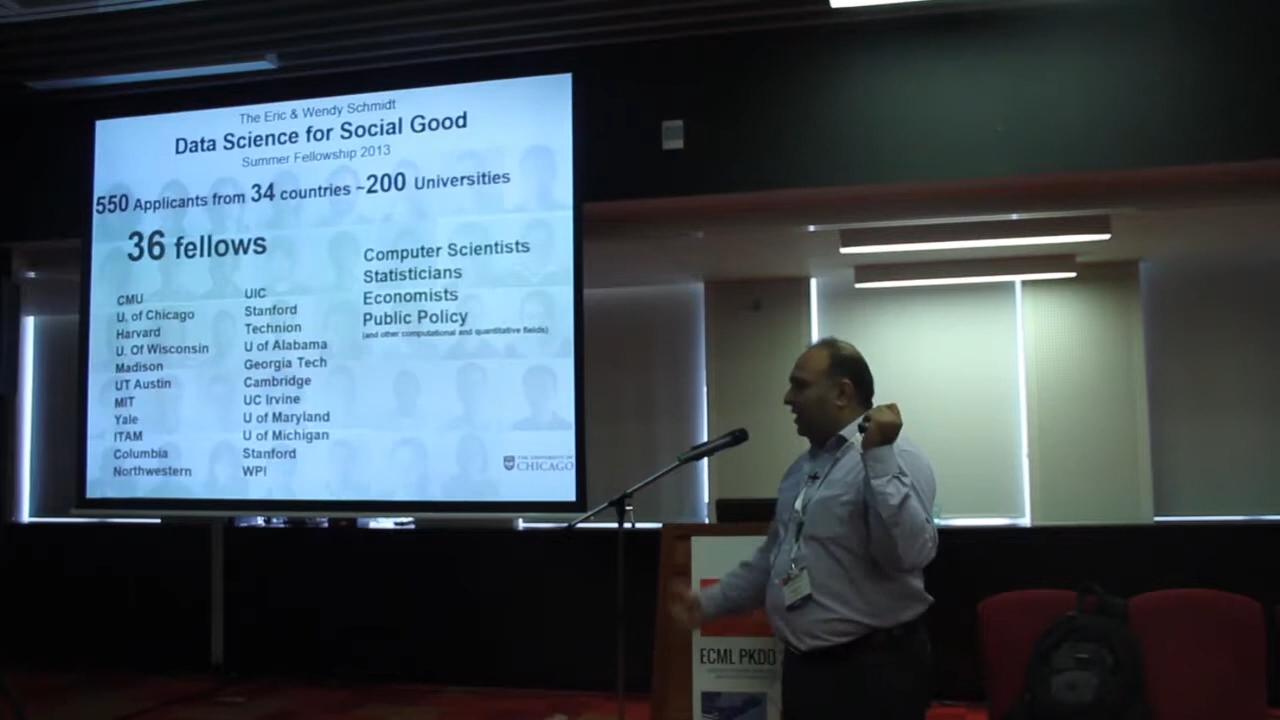 The Eric & Wendy Schmidt
Data Science for Social Good
Summer Fellowship 2013
550 Applicants from 34 countries ~200 Universities
36 fellows
CMU
U. of Chicago
Harvard
U. Of Wisconsin
Madison
UT Austin
MIT
Yale
ITAM
Columbia
Northwestern
UIC
Stanford
Technion
U of Alabama
Georgia Tech
Cambridge
UC Irvine
U of Maryland
U of Michigan
Stanford
WPI
Computer Scientists
Statisticians
Economists
Public Policy
(and other computational and quantitative fields)
THE UNIVERSITY OF
CHICAGO
ECML PKDD